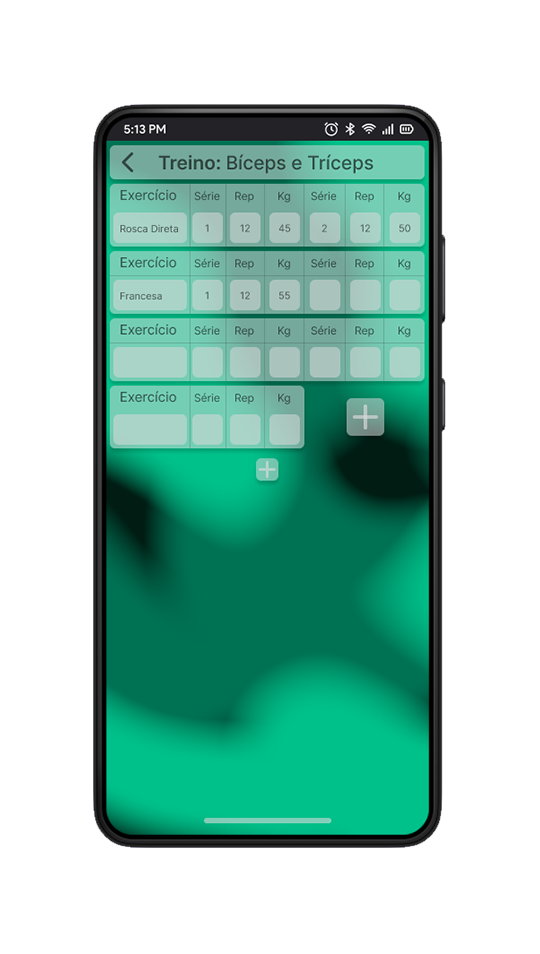 5:13 PM
Treino: Bíceps e Tríceps
Exercício Série Rep Kg Série Rep Kg
Rosca Direta 1 12 45 2 12 50
Exercício Série Rep Kg Série Rep Kg
Francesa 1 12 55
Exercício Série Rep Kg Série Rep Kg
Exercício Série Rep Kg